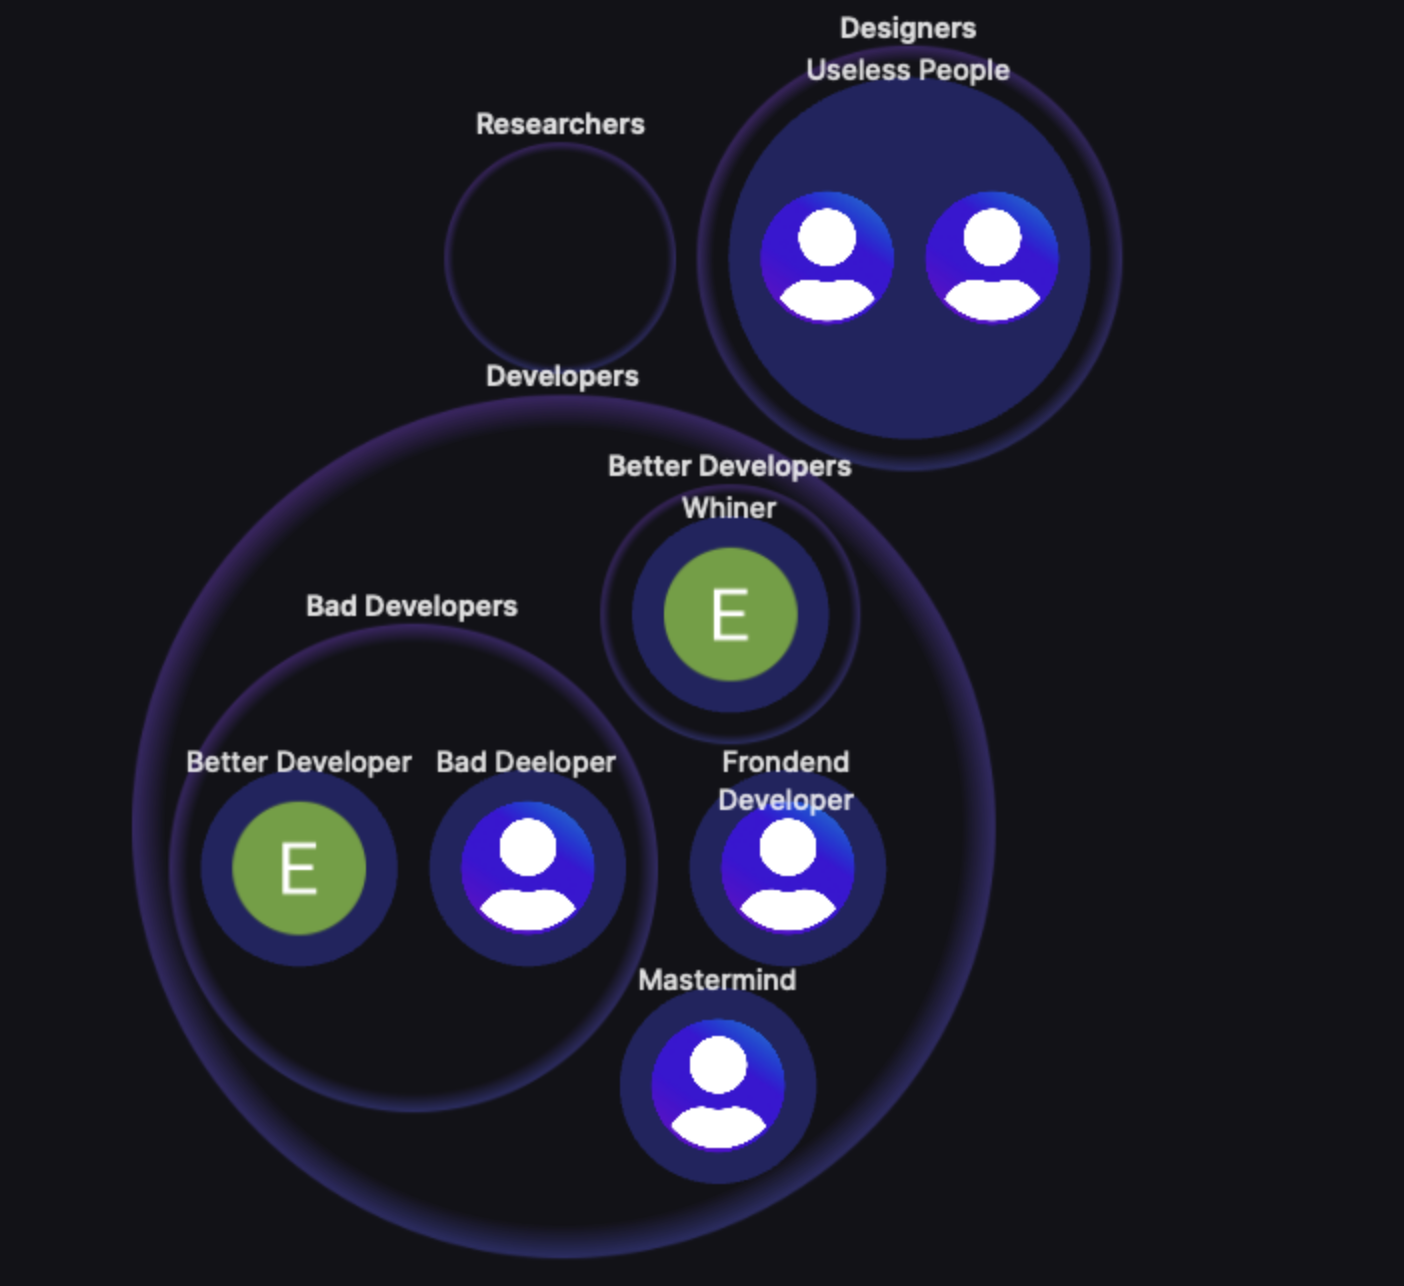 Designers
Useless People
Researchers
Developers
Better Developers
Whiner
E
Bad Developers
Better Developer
E
Bad Deeloper
Frondend
Developer
Mastermind